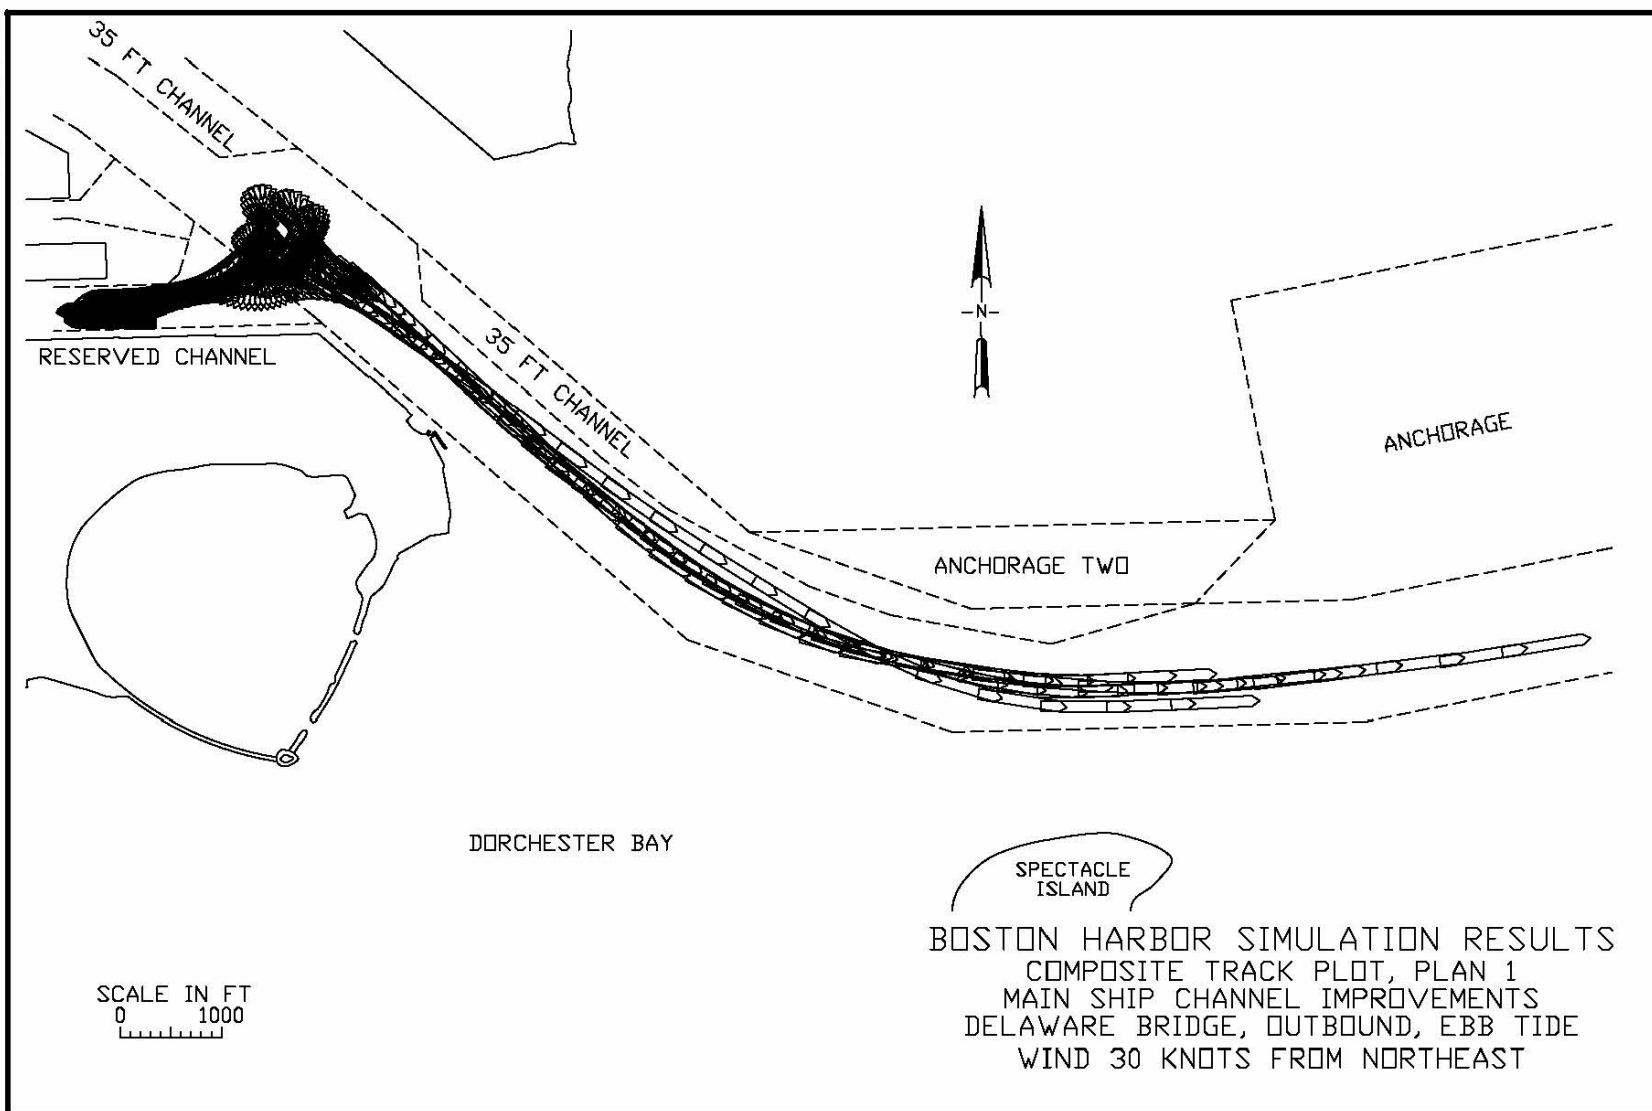 35 FT CHANNEL
RESERVED CHANNEL
35 FT CHANNEL
-N-
ANCHORAGE
ANCHORAGE TWO
DORCHESTER BAY
SPECTACLE
ISLAND
BOSTON HARBOR SIMULATION RESULTS
COMPOSITE TRACK PLOT, PLAN 1
MAIN SHIP CHANNEL IMPROVEMENTS
DELAWARE BRIDGE, OUTBOUND, EBB TIDE
WIND 30 KNOTS FROM NORTHEAST
SCALE IN FT
0 1000